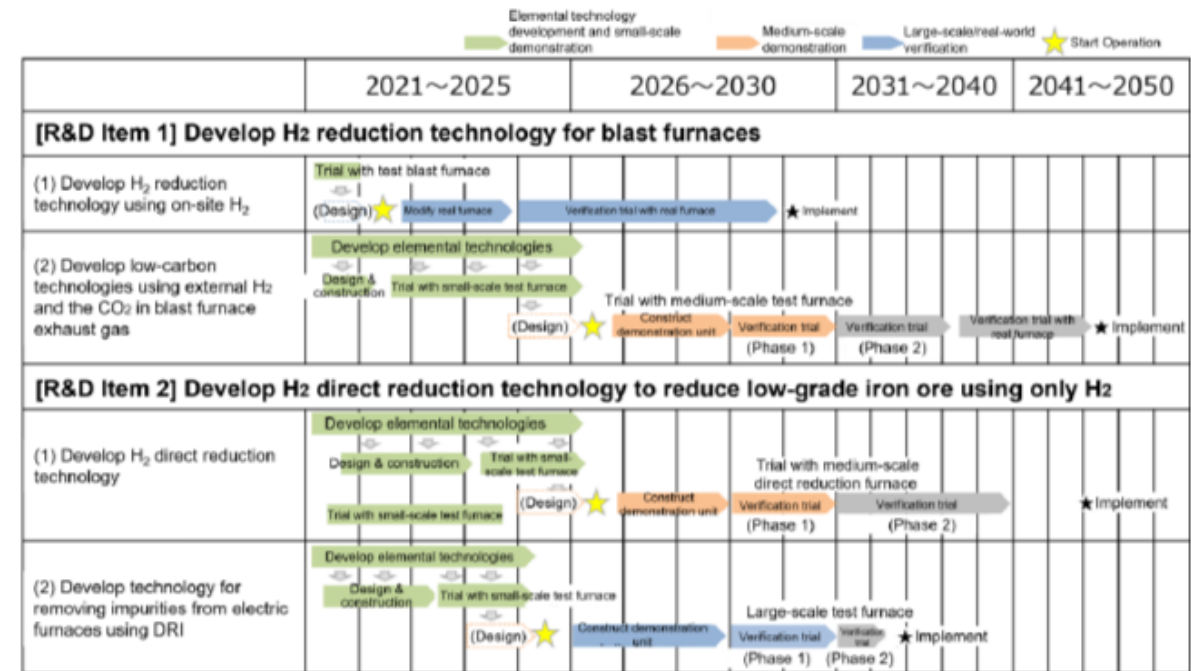 Elemental technology
development and small-scale
demonstration
Medium-scale
demonstration
Large-scale/real-world
verification
Start Operation
2021～2025
2026～2030
2031～2040
2041～2050
[R&D Item 1] Develop H2 reduction technology for blast furnaces
(1) Develop H2 reduction
technology using on-site H2
Trial with test blast furnace
(Design)
Modify real furnace
Verification trial with real furnace
★ Implement
(2) Develop low-carbon
technologies using external H2
and the CO2 in blast furnace
exhaust gas
Develop elemental technologies
Design &
construction
Trial with small-scale test furnace
(Design)
Trial with medium-scale test furnace
Construct
demonstration unit
Verification trial
(Phase 1)
Verification trial
(Phase 2)
Verification trial with
real furnace
★ Implement
[R&D Item 2] Develop H2 direct reduction technology to reduce low-grade iron ore using only H2
(1) Develop H2 direct reduction
technology
Develop elemental technologies
Design & construction
Trial with small-
scale test furnace
Trial with small-scale test furnace
(Design)
Construct
demonstration unit
Trial with medium-scale
direct reduction furnace
Verification trial
(Phase 1)
Verification trial
(Phase 2)
★Implement
(2) Develop technology for
removing impurities from electric
furnaces using DRI
Develop elemental technologies
Design &
construction
Trial with small-scale test furnace
(Design)
Construct demonstration
unit
Large-scale test furnace
Verification trial
(Phase 1)
Verification
trial
(Phase 2)
★ Implement